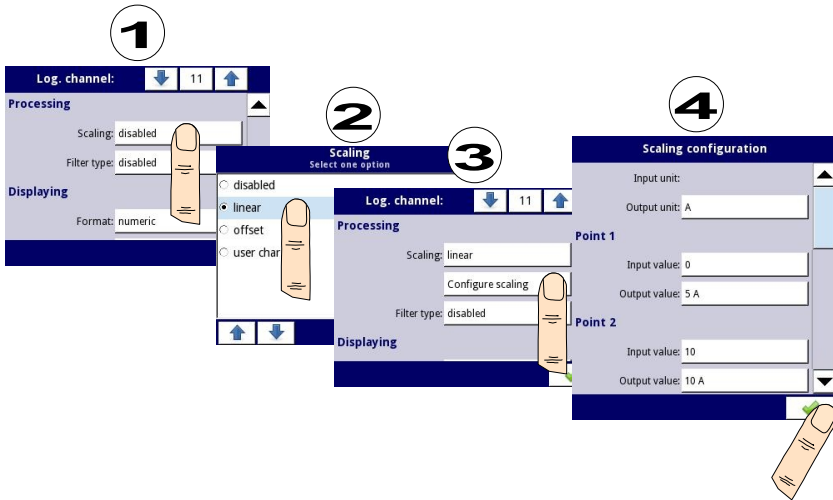 1
Log. channel: 11
Processing
Scaling: disabled
Filter type: disabled
Displaying
Format: numeric
2
Scaling
Select one option
disabled
linear
offset
user char
3
Log. channel: 11
Processing
Scaling: linear
Configure scaling
Filter type: disabled
Displaying
4
Scaling configuration
Input unit:
Output unit: A
Point 1
Input value: 0
Output value: 5 A
Point 2
Input value: 10
Output value: 10 A